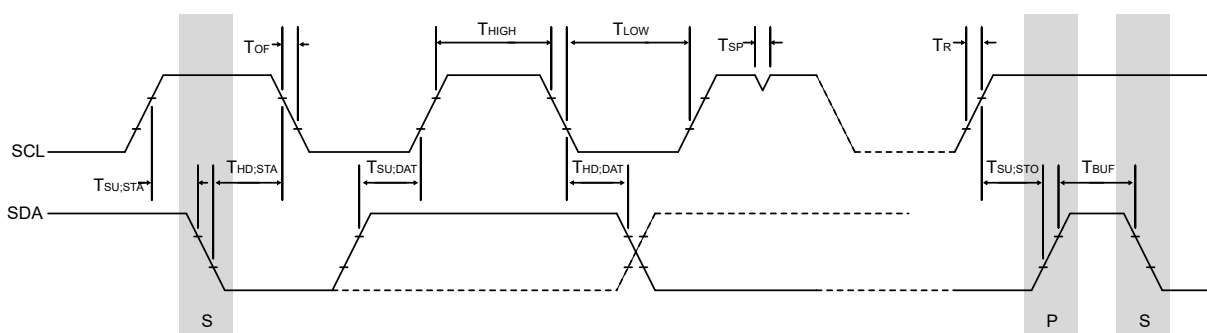 THIGH
TLOW
TOF
TSP
TR
SCL
TSU;STA
THD;STA
TSU;DAT
THD;DAT
TSU;STO
TBUF
SDA
S
P
S